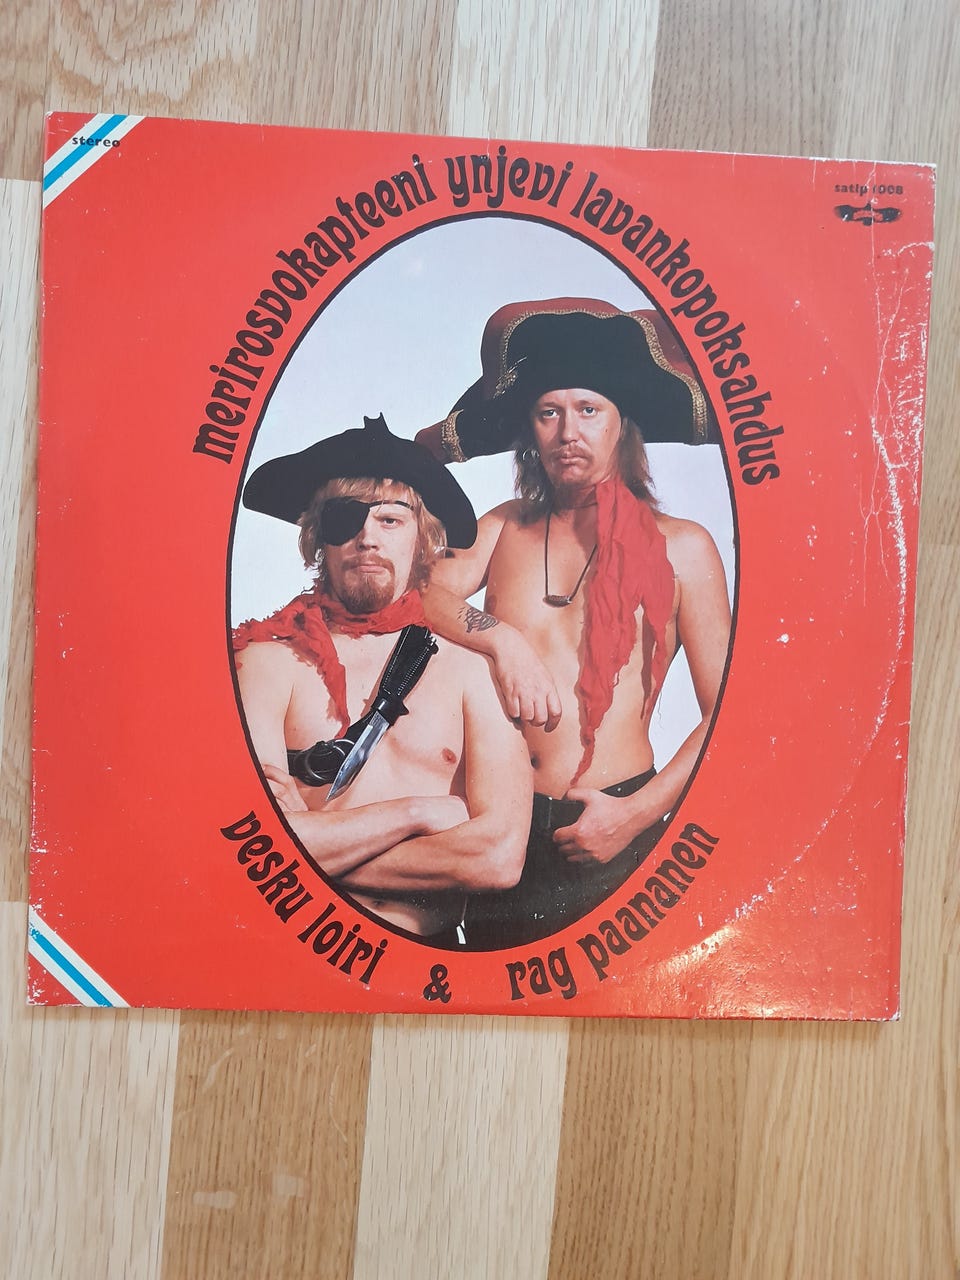 stereo
merirosvokapteeni ynjevi lavankopoksahdus
satlp 1008
vesku loiri & rag paananen